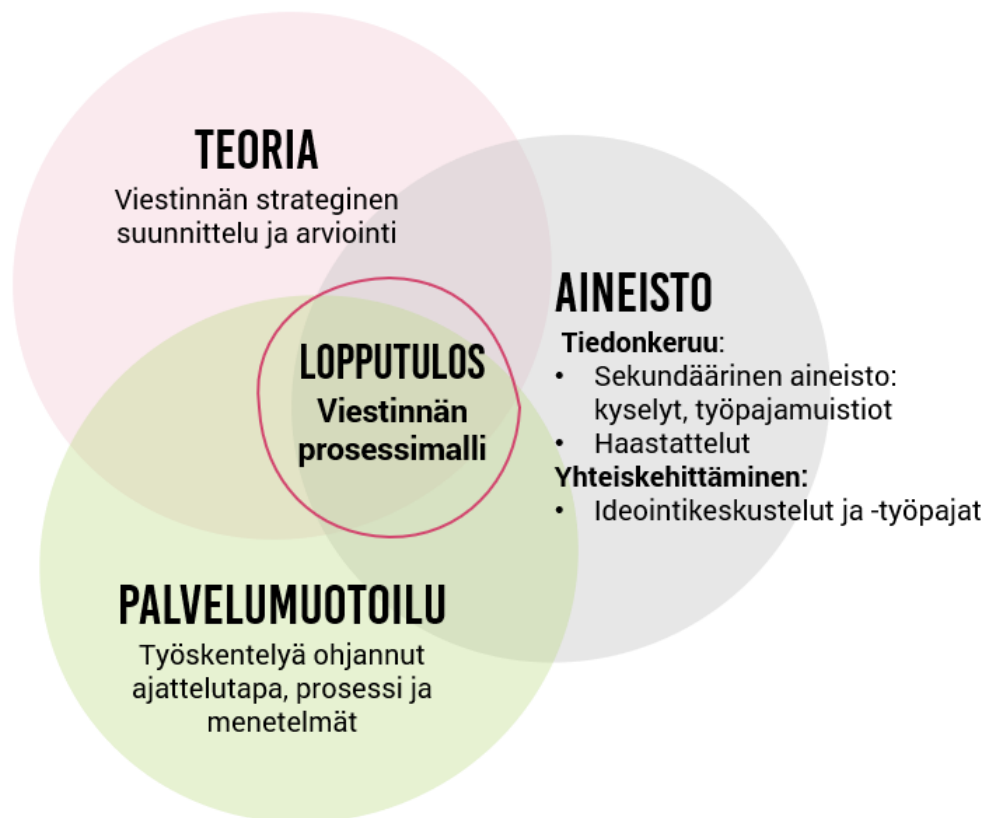 TEORIA
Viestinnän strateginen
suunnittelu ja arviointi
AINEISTO
Tiedonkeruu:
• Sekundäärinen aineisto:
kyselyt, työpajamuistiot
• Haastattelut
Yhteiskehittäminen:
• Ideointikeskustelut ja -työpajat
LOPPUTULOS
Viestinnän
prosessimalli
PALVELUMUOTOILU
Työskentelyä ohjannut
ajattelutapa, prosessi ja
menetelmät